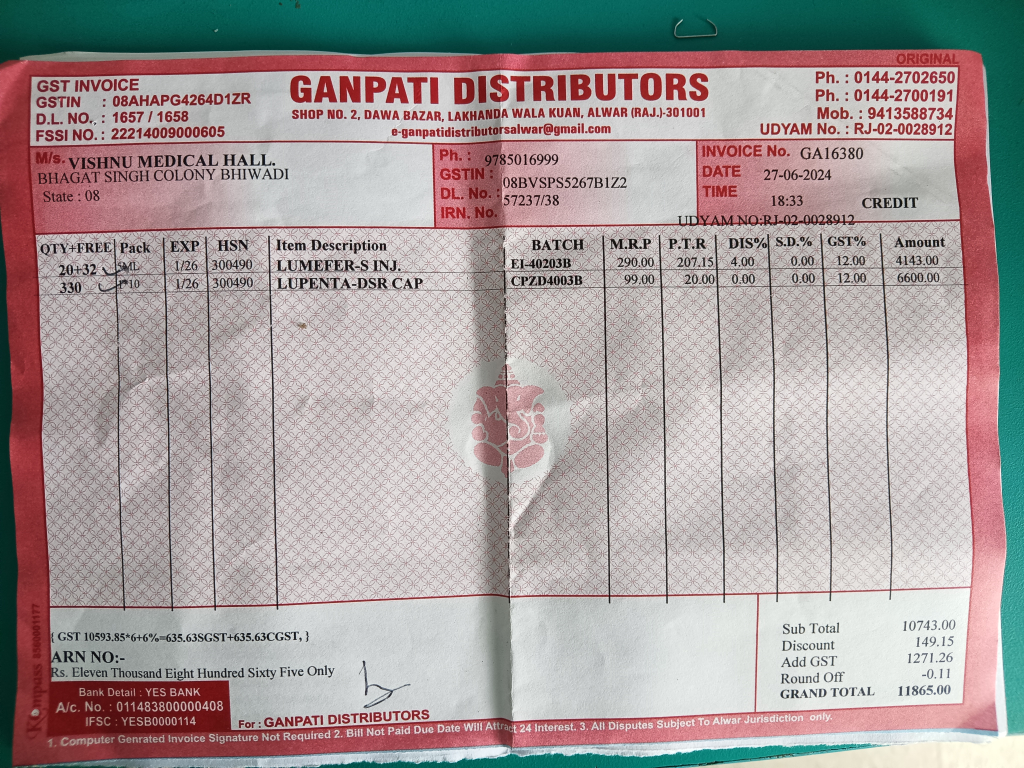 ORIGINAL
GST INVOICE
GSTIN : 08AHAPG4264D1ZR
D.L. NO. : 1657 / 1658
FSSI NO. : 22214009000605
GANPATI DISTRIBUTORS
SHOP NO. 2, DAWA BAZAR, LAKHANDA WALA KUAN, ALWAR (RAJ.)-301001
e-ganpatidistributorsalwar@gmail.com
Ph. : 0144-2702650
Ph. : 0144-2700191
Mob. : 9413588734
UDYAM No. : RJ-02-0028912
M/s. VISHNU MEDICAL HALL.
BHAGAT SINGH COLONY BHIWADI
State : 08
Ph. : 9785016999
GSTIN : 08BVSPS5267B1Z2
DL. No. : 57237/38
IRN. No.
INVOICE No. GA16380
DATE 27-06-2024
TIME 18:33 CREDIT
UDYAM NO:RJ-02-0028912
QTY+FREE Pack EXP HSN Item Description BATCH M.R.P P.T.R DIS% S.D.% GST% Amount
20+32 5ML 1/26 300490 LUMEFER-S INJ. EI-40203B 290.00 207.15 4.00 0.00 12.00 4143.00
330 1*10 1/26 300490 LUPENTA-DSR CAP CPZD4003B 99.00 20.00 0.00 0.00 12.00 6600.00
{ GST 10593.85*6+6%=635.63SGST+635.63CGST, }
ARN NO:-
Rs. Eleven Thousand Eight Hundred Sixty Five Only
Bank Detail : YES BANK
A/c. No. : 011483800000408
IFSC : YESB0000114
For : GANPATI DISTRIBUTORS
Sub Total 10743.00
Discount 149.15
Add GST 1271.26
Round Off -0.11
GRAND TOTAL 11865.00
1. Computer Genrated Invoice Signature Not Required 2. Bill Not Paid Due Date Will Attract 24 Interest. 3. All Disputes Subject To Alwar Jurisdiction only.